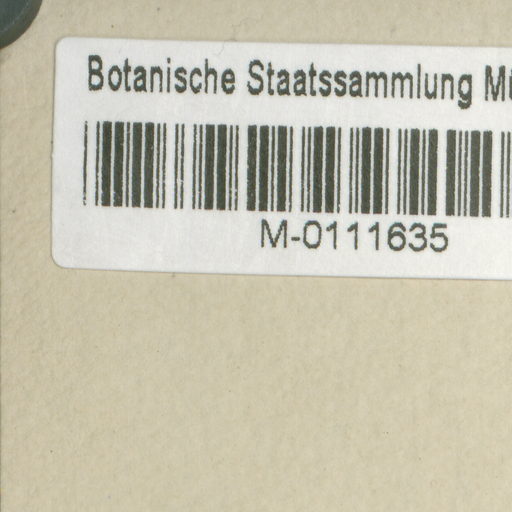 Botanische Staatssammlung
M-0111635